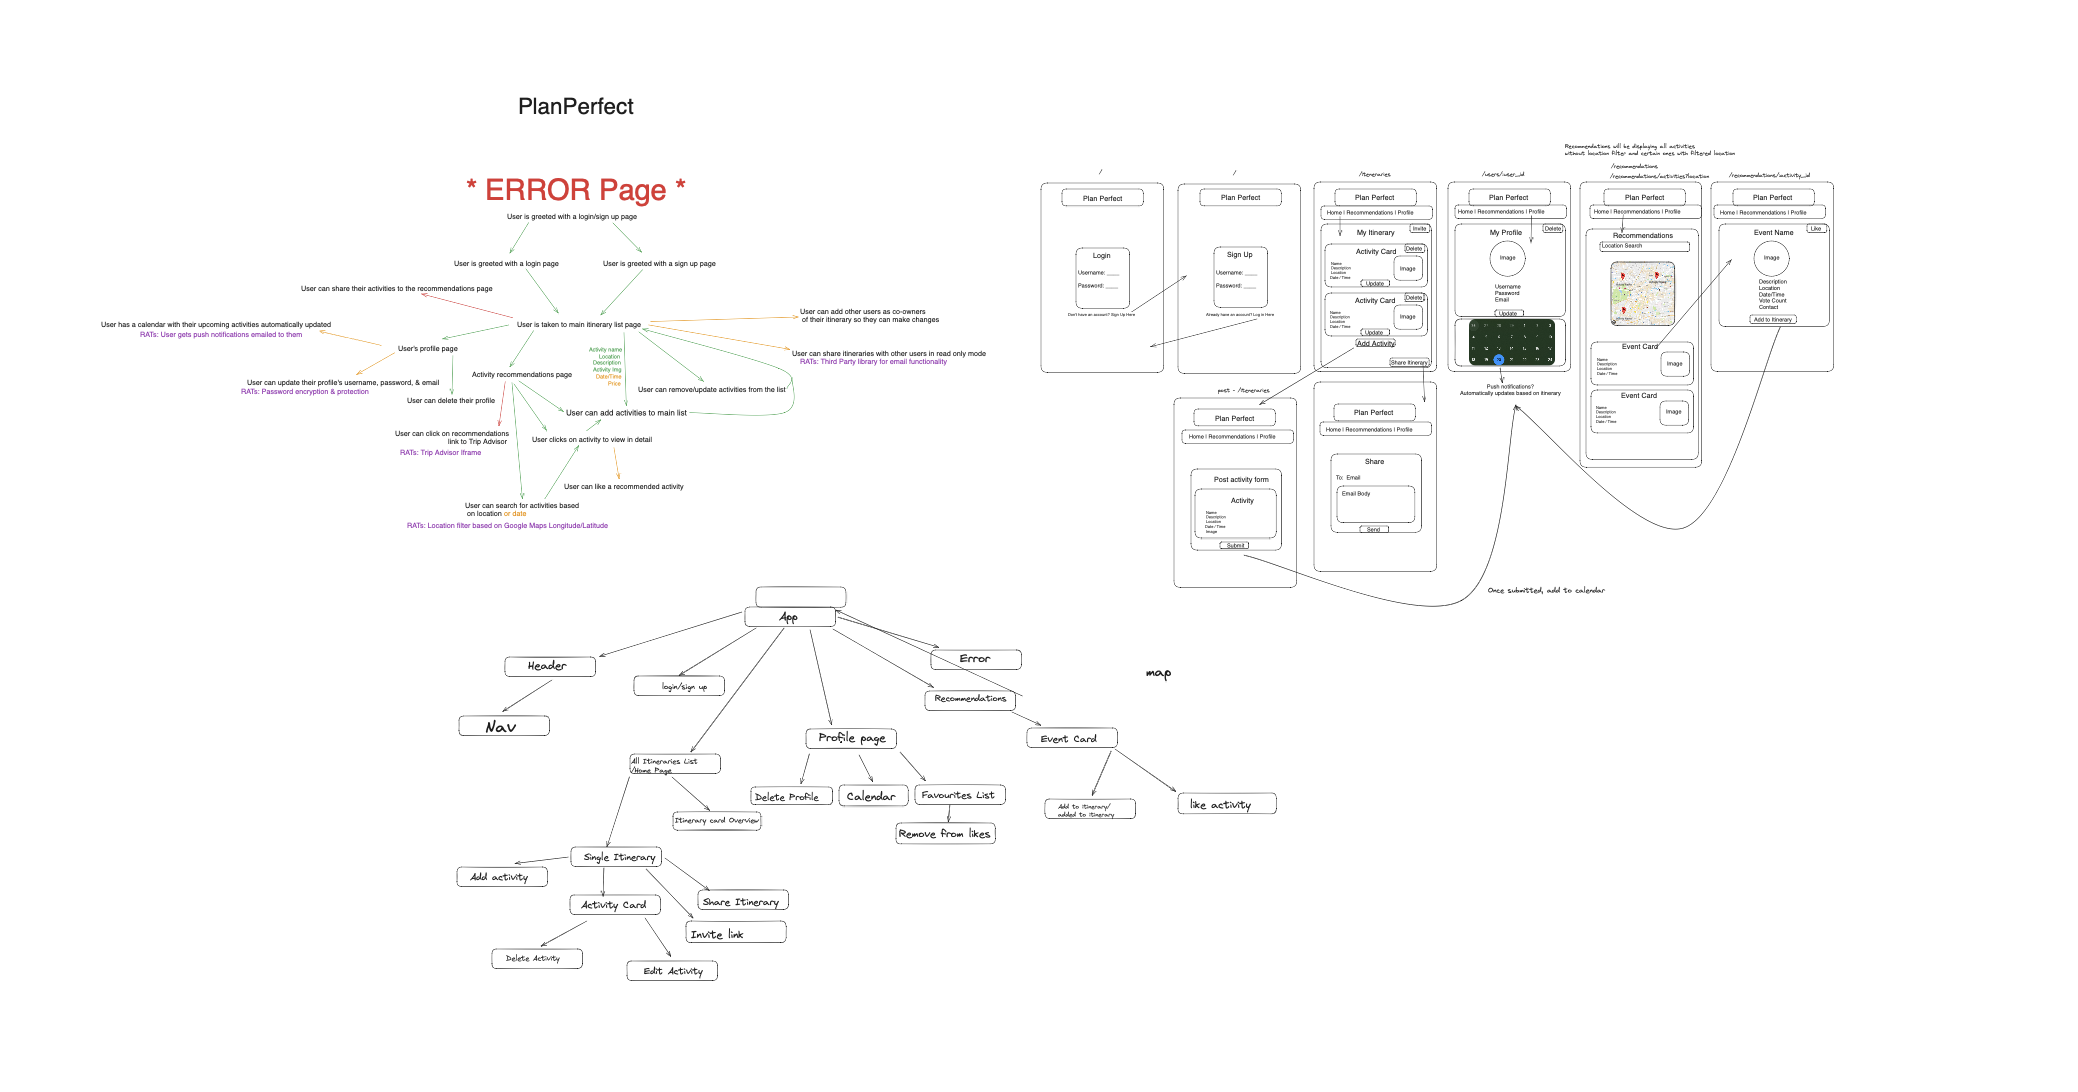 PlanPerfect
* ERROR Page *
User is greeted with a login/sign up page
User is greeted with a login page
User is greeted with a sign up page
User can share their activities to the recommendations page
User has a calendar with their upcoming activities automatically updated
RATs: User gets push notifications emailed to them
User is taken to main itinerary list page
User can add other users as co-owners
of their itinerary so they can make changes
User's profile page
Activity name
Location
Description
Activity Img
Date/Time
Price
User can share itineraries with other users in read only mode
RATs: Third Party library for email functionality
Activity recommendations page
User can update their profile's username, password, & email
RATs: Password encryption & protection
User can remove/update activities from the list
User can delete their profile
User can add activities to main list
User can click on recommendations
link to Trip Advisor
RATs: Trip Advisor Iframe
User clicks on activity to view in detail
User can like a recommended activity
User can search for activities based
on location or date
RATs: Location filter based on Google Maps Longitude/Latitude
/
Plan Perfect
Login
Username: ____
Password: ____
Don't have an account? Sign Up Here
/
Plan Perfect
Sign Up
Username: ____
Password: ____
Already have an account? Log in Here
/itineraries
Plan Perfect
Home | Recommendations | Profile
Invite
My Itinerary
Activity Card
Delete
Name
Description
Location
Date / Time
Image
Update
Activity Card
Delete
Name
Description
Location
Date / Time
Image
Update
Add Activity
Share Itinerary
/users/user_id
Plan Perfect
Home | Recommendations | Profile
My Profile
Delete
Image
Username
Password
Email
Update
Push notifications?
Automatically updates based on itinerary
Recommendations will be displaying all activities
without location filter and certain ones with filtered location
/recommendations
/recommendations/activities?location
Plan Perfect
Home | Recommendations | Profile
Recommendations
Location Search
Event Card
Name
Description
Location
Date / Time
Image
Event Card
Name
Description
Location
Date / Time
Image
/recommendations/activity_id
Plan Perfect
Home | Recommendations | Profile
Event Name
Like
Image
Description
Location
Date/Time
Vote Count
Contact
Add to Itinerary
post - /itineraries
Plan Perfect
Home | Recommendations | Profile
Post activity form
Activity
Name
Description
Location
Date / Time
Image
Submit
Plan Perfect
Home | Recommendations | Profile
Share
To: Email
Email Body
Send
Once submitted, add to calendar
App
Header
Nav
login/sign up
Error
Recommendations
map
Profile page
Event Card
All Itineraries List
/Home Page
Delete Profile
Calendar
Favourites List
Remove from likes
Add to itinerary/
added to itinerary
like activity
Itinerary card Overview
Single Itinerary
Add activity
Activity Card
Share Itinerary
Invite link
Delete Activity
Edit Activity